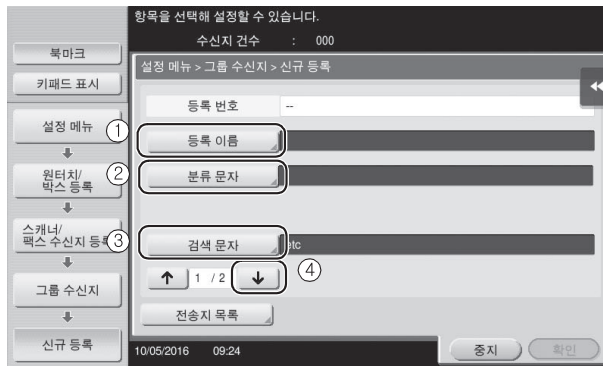 항목을 선택해 설정할 수 있습니다.
수신지 건수 : 000
북마크
키패드 표시
설정 메뉴
원터치/
박스 등록
스캐너/
팩스 수신지 등록
그룹 수신지
신규 등록
설정 메뉴 > 그룹 수신지 > 신규 등록
등록 번호 --
① 등록 이름
② 분류 문자
③ 검색 문자 etc
↑ 1 / 2 ↓ ④
전송지 목록
10/05/2016 09:24
중지 확인